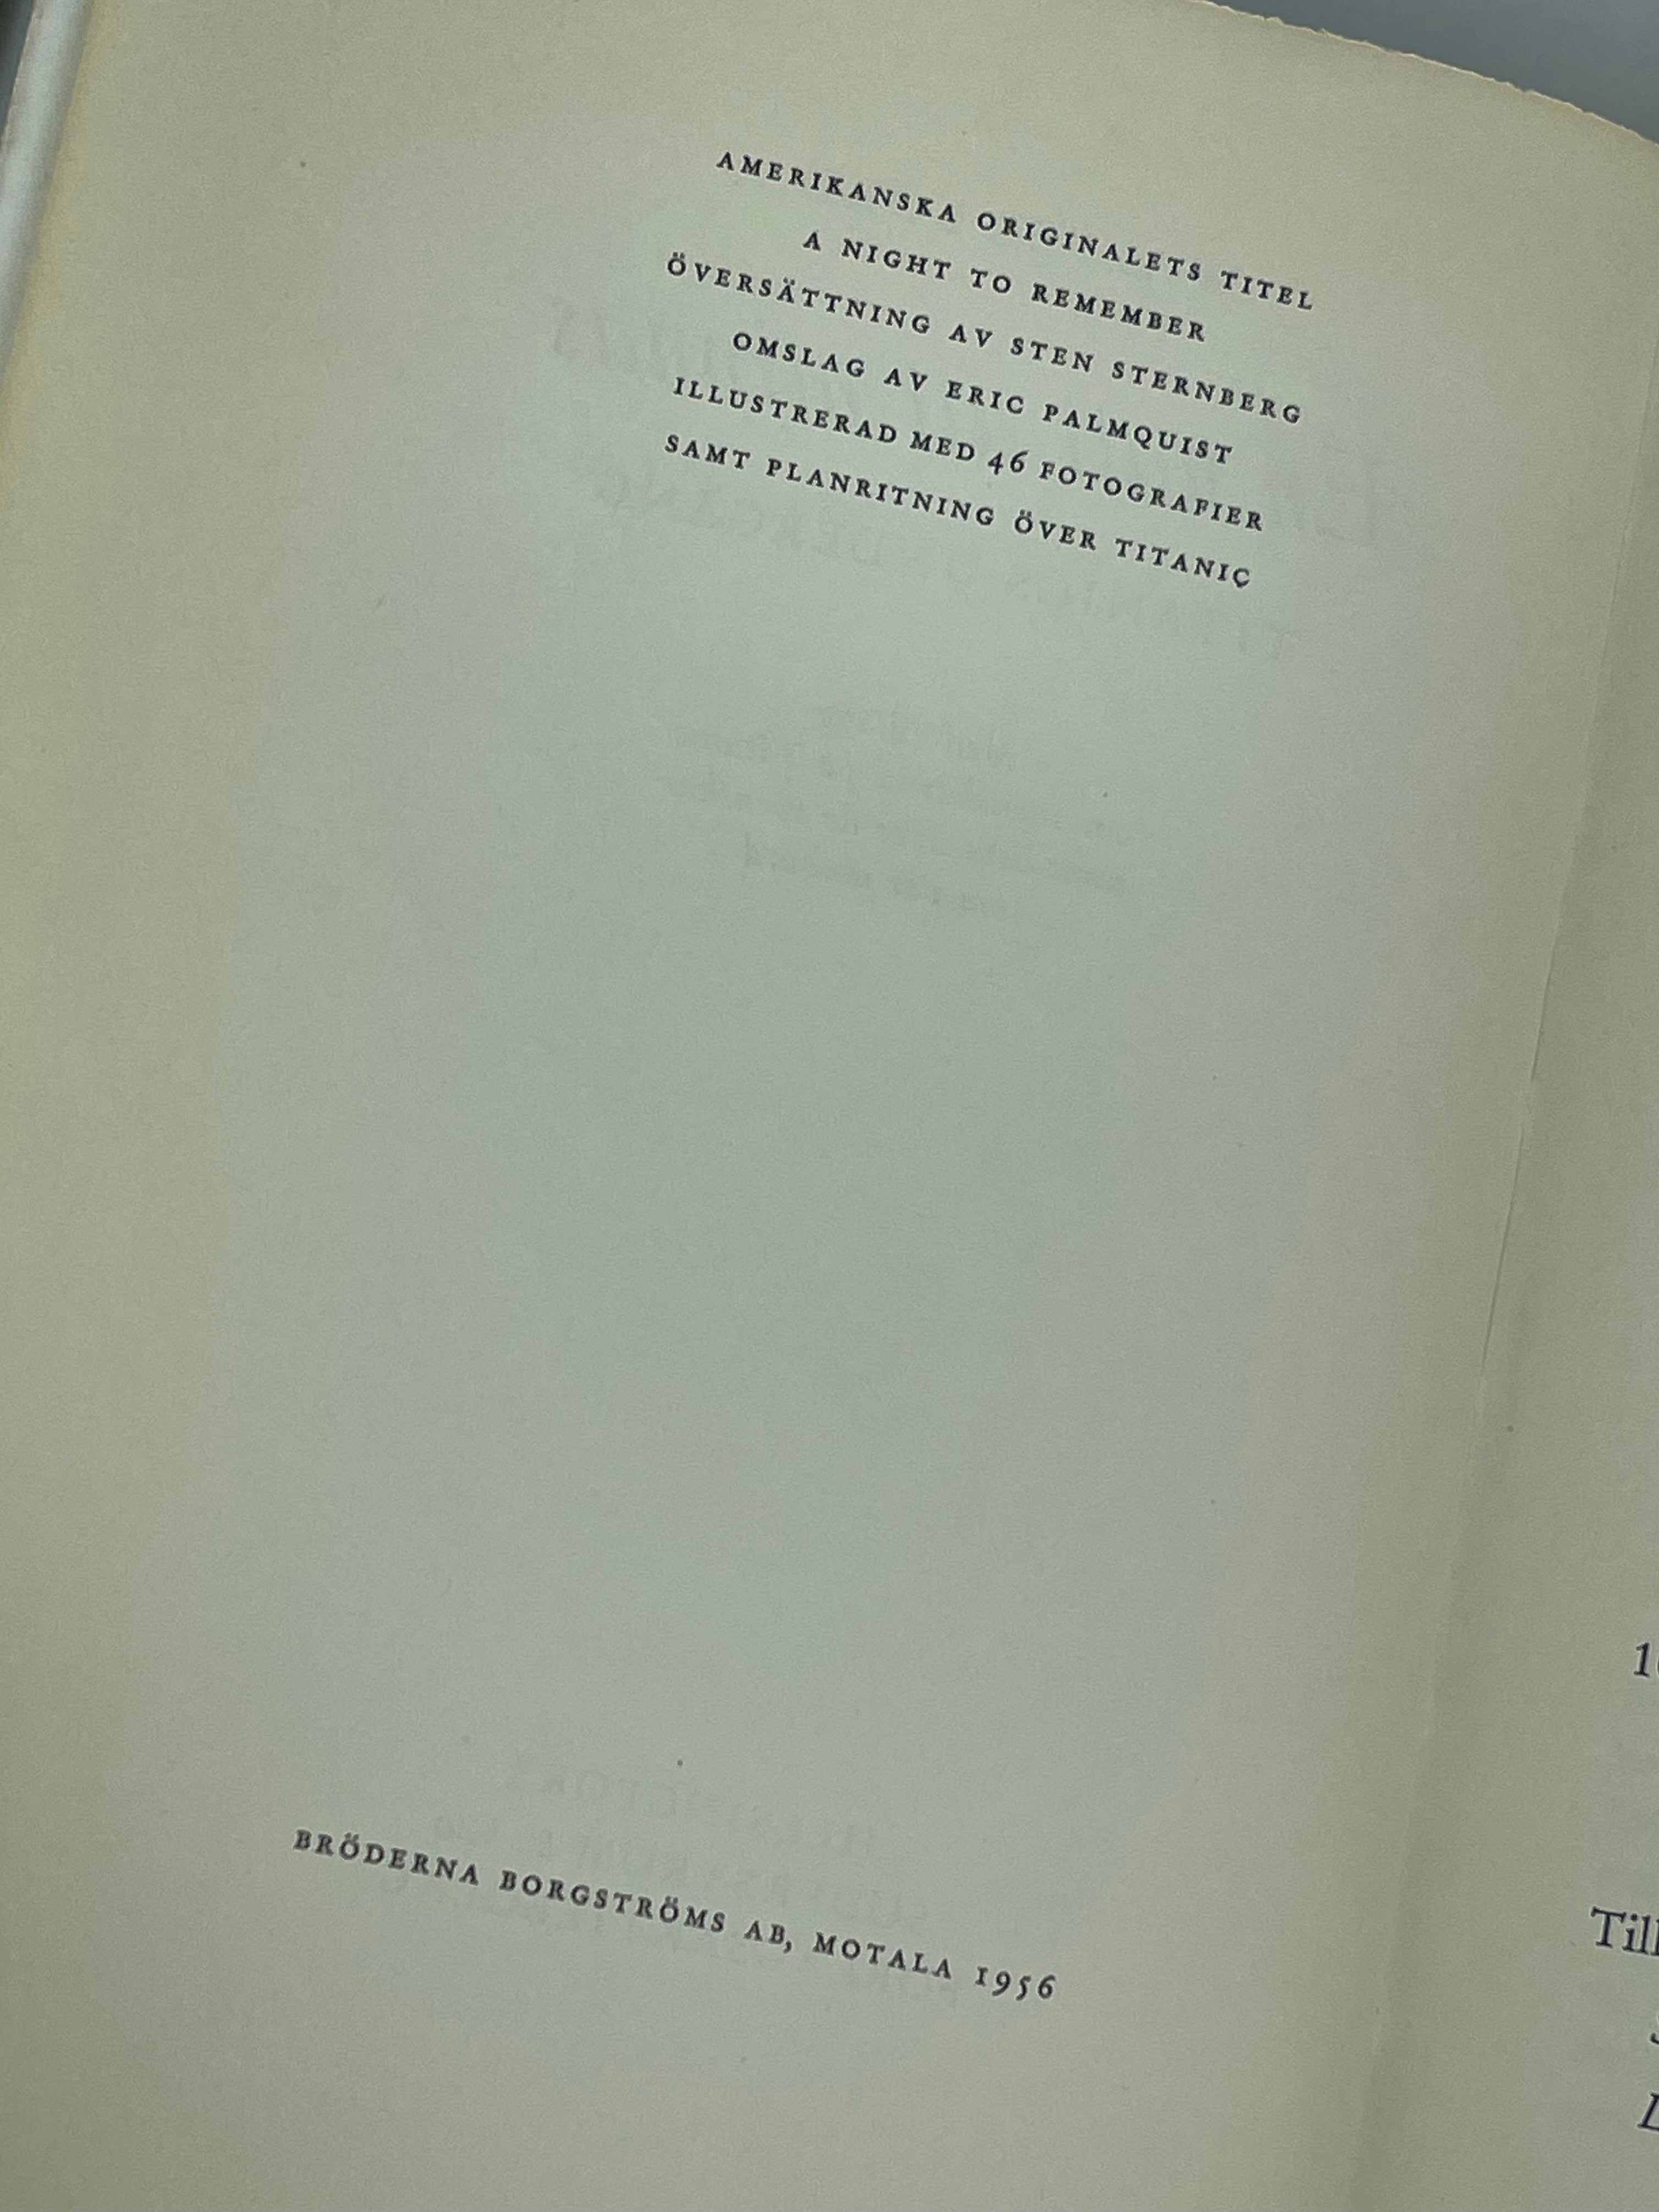 AMERIKANSKA ORIGINALETS TITEL
A NIGHT TO REMEMBER
ÖVERSÄTTNING AV STEN STERNBERG
OMSLAG AV ERIC PALMQUIST
ILLUSTRERAD MED 46 FOTOGRAFIER
SAMT PLANRITNING ÖVER TITANIC
BRÖDERNA BORGSTRÖMS AB, MOTALA 1956